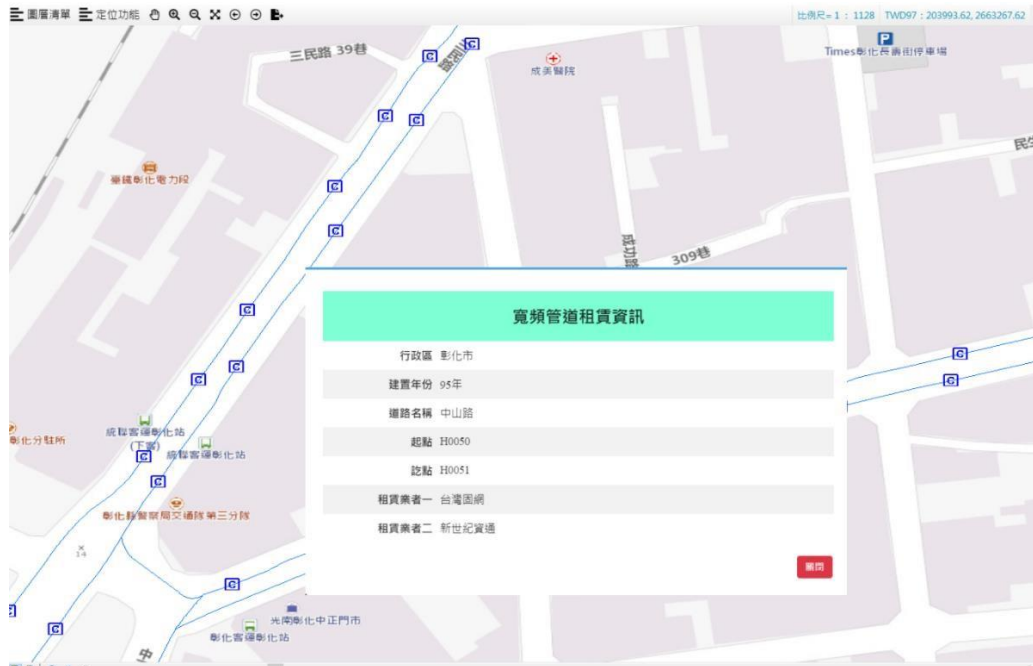 圖層清單 定位功能
比例尺= 1 : 1128 TWD97 : 203993.62, 2663267.62
三民路 39巷
三民路
C
C
成美醫院
P
Times彰化長壽街停車場
C
C
臺鐵彰化電力段
C
C
成功路
309巷
C
C
C
C
C
統聯客運彰化站
(下客)
統聯客運彰化站
彰化分駐所
C
C
彰化縣警察局交通隊第三分隊
14
C
C
光南彰化中正門市
彰化客運彰化站
中
寬頻管道租賃資訊
行政區 彰化市
建置年份 95年
道路名稱 中山路
起點 H0050
訖點 H0051
租賃業者一 台灣固網
租賃業者二 新世紀資通
關閉